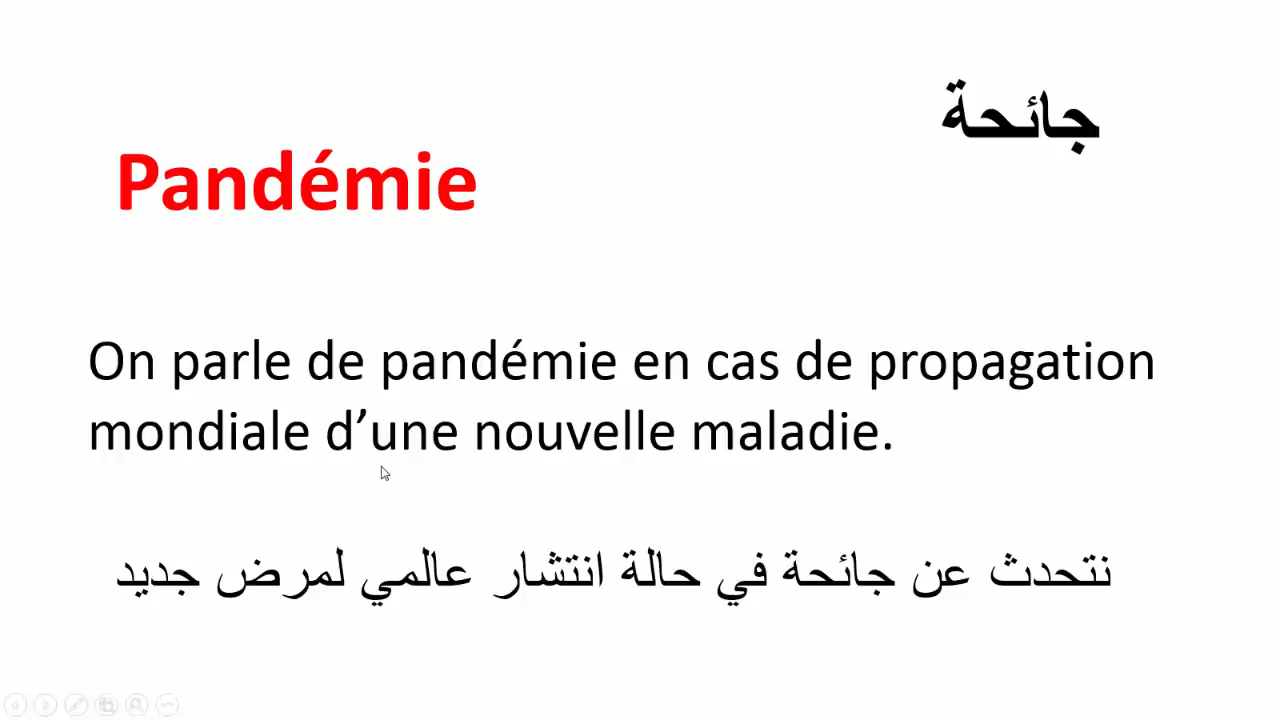 جائحة
Pandémie
On parle de pandémie en cas de propagation
mondiale d’une nouvelle maladie.
نتحدث عن جائحة في حالة انتشار عالمي لمرض جديد